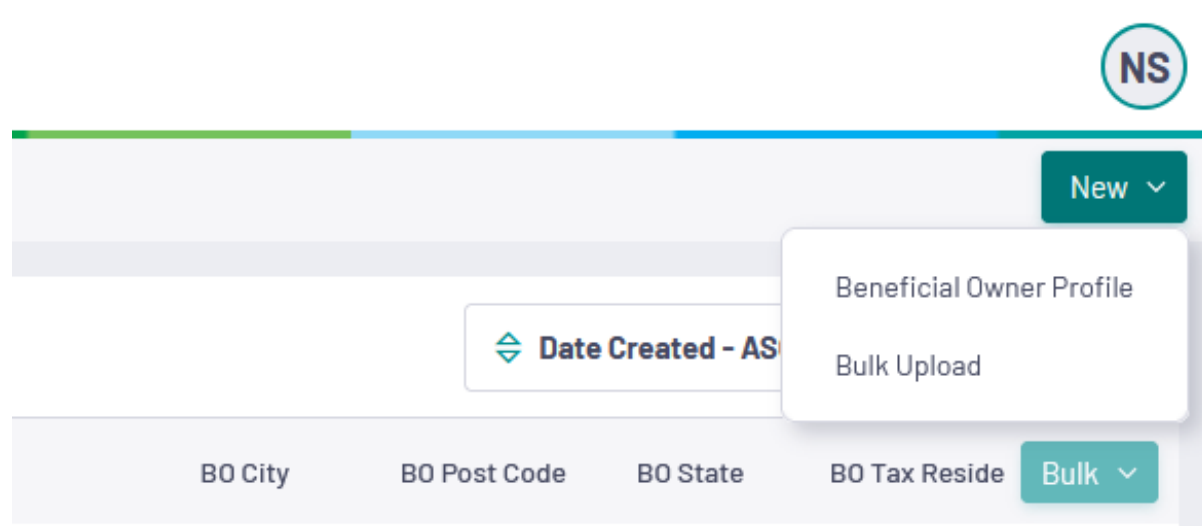 NS
New
Beneficial Owner Profile
Date Created - AS
Bulk Upload
BO City BO Post Code BO State BO Tax Reside Bulk